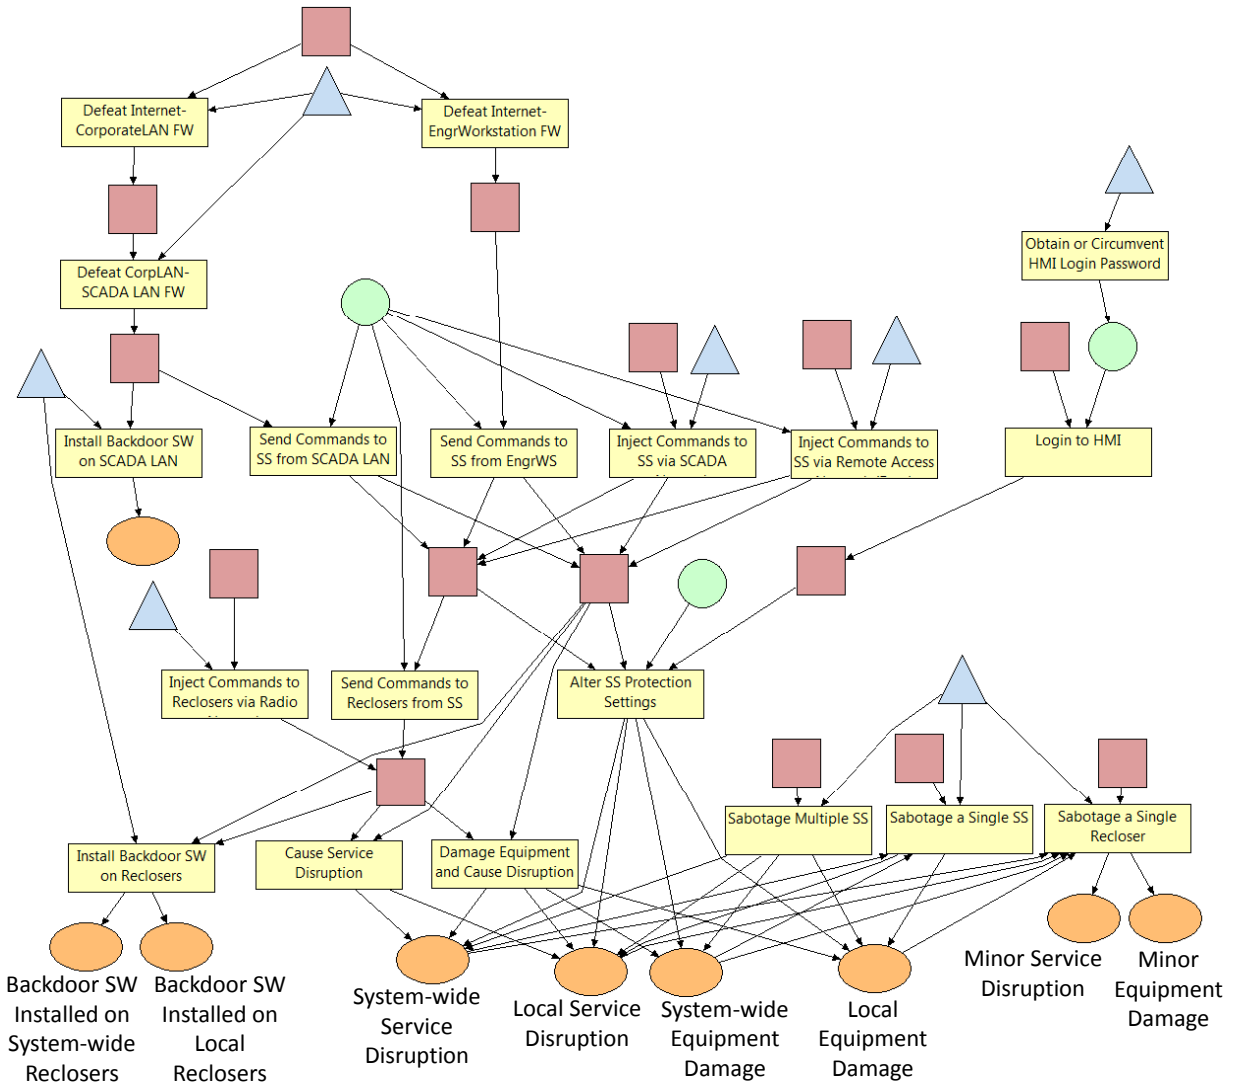 Defeat Internet-
CorporateLAN FW
Defeat Internet-
EngrWorkstation FW
Obtain or Circumvent
HMI Login Password
Defeat CorpLAN-
SCADA LAN FW
Install Backdoor SW
on SCADA LAN
Send Commands to
SS from SCADA LAN
Send Commands to
SS from EngrWS
Inject Commands to
SS via SCADA
Inject Commands to
SS via Remote Access
Login to HMI
Inject Commands to
Reclosers via Radio
Send Commands to
Reclosers from SS
Alter SS Protection
Settings
Sabotage Multiple SS
Sabotage a Single SS
Sabotage a Single
Recloser
Install Backdoor SW
on Reclosers
Cause Service
Disruption
Damage Equipment
and Cause Disruption
Backdoor SW
Installed on
System-wide
Reclosers
Backdoor SW
Installed on
Local
Reclosers
System-wide
Service
Disruption
Local Service
Disruption
System-wide
Equipment
Damage
Local
Equipment
Damage
Minor Service
Disruption
Minor
Equipment
Damage